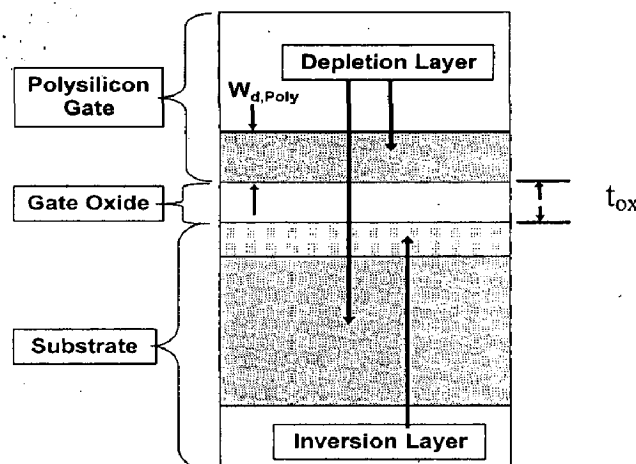 Depletion Layer
Polysilicon
Gate
Wd,Poly
Gate Oxide
tox
Substrate
Inversion Layer